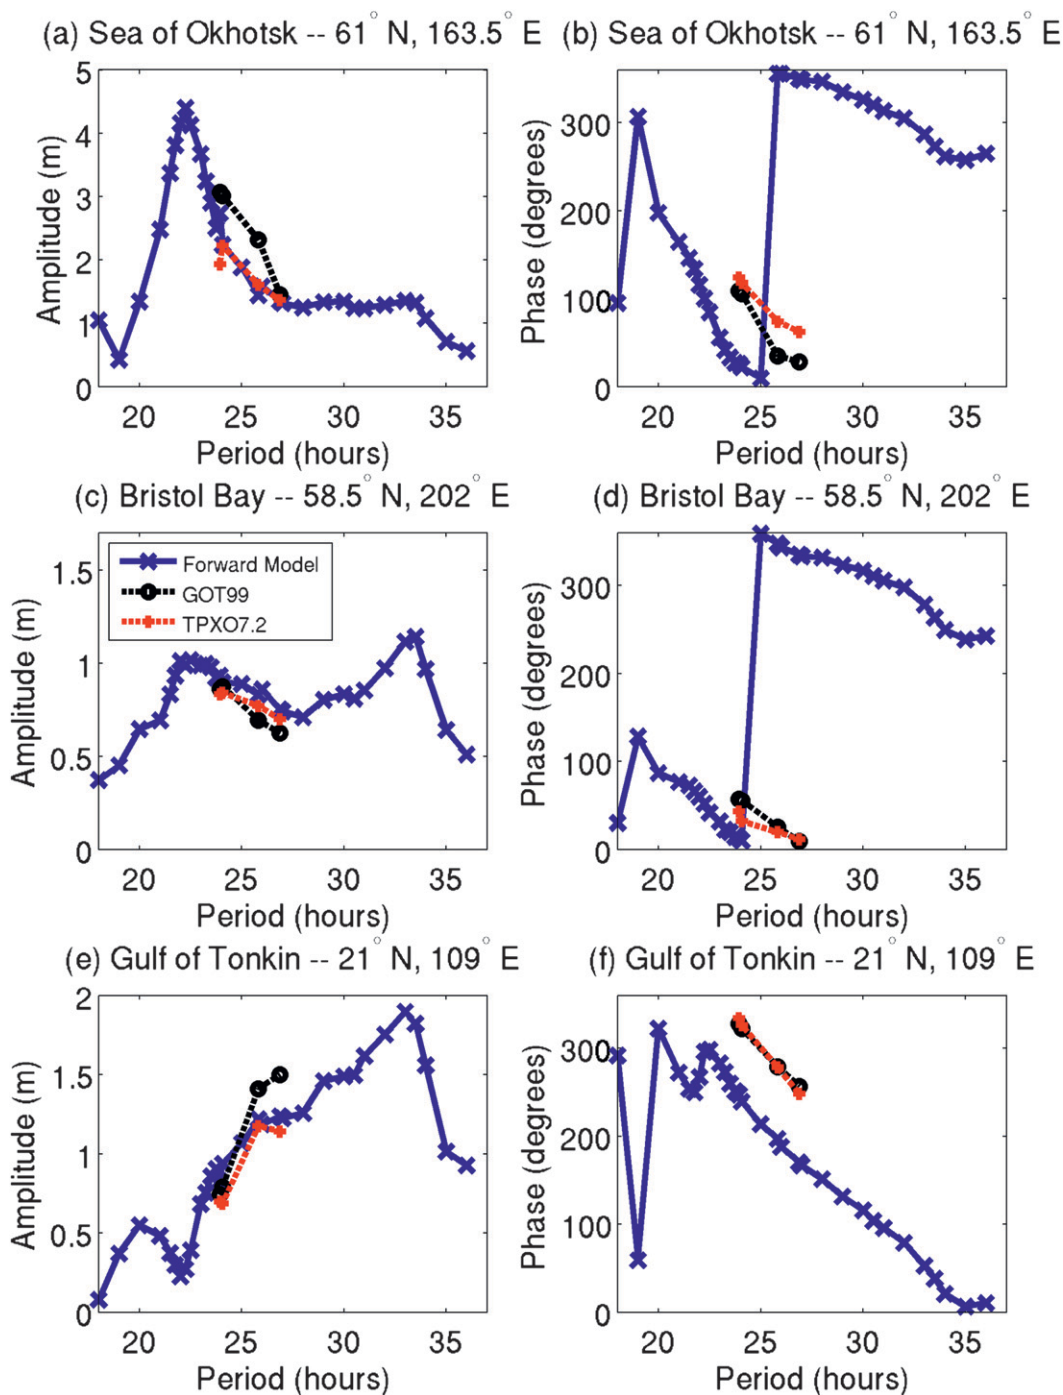 (a) Sea of Okhotsk -- 61° N, 163.5° E
(b) Sea of Okhotsk -- 61° N, 163.5° E
5
4
3
2
1
0
Amplitude (m)
20 25 30 35
Period (hours)
300
200
100
0
Phase (degrees)
20 25 30 35
Period (hours)
(c) Bristol Bay -- 58.5° N, 202° E
(d) Bristol Bay -- 58.5° N, 202° E
Forward Model
GOT99
TPXO7.2
1.5
1
0.5
0
Amplitude (m)
20 25 30 35
Period (hours)
300
200
100
0
Phase (degrees)
20 25 30 35
Period (hours)
(e) Gulf of Tonkin -- 21° N, 109° E
(f) Gulf of Tonkin -- 21° N, 109° E
2
1.5
1
0.5
0
Amplitude (m)
20 25 30 35
Period (hours)
300
200
100
0
Phase (degrees)
20 25 30 35
Period (hours)